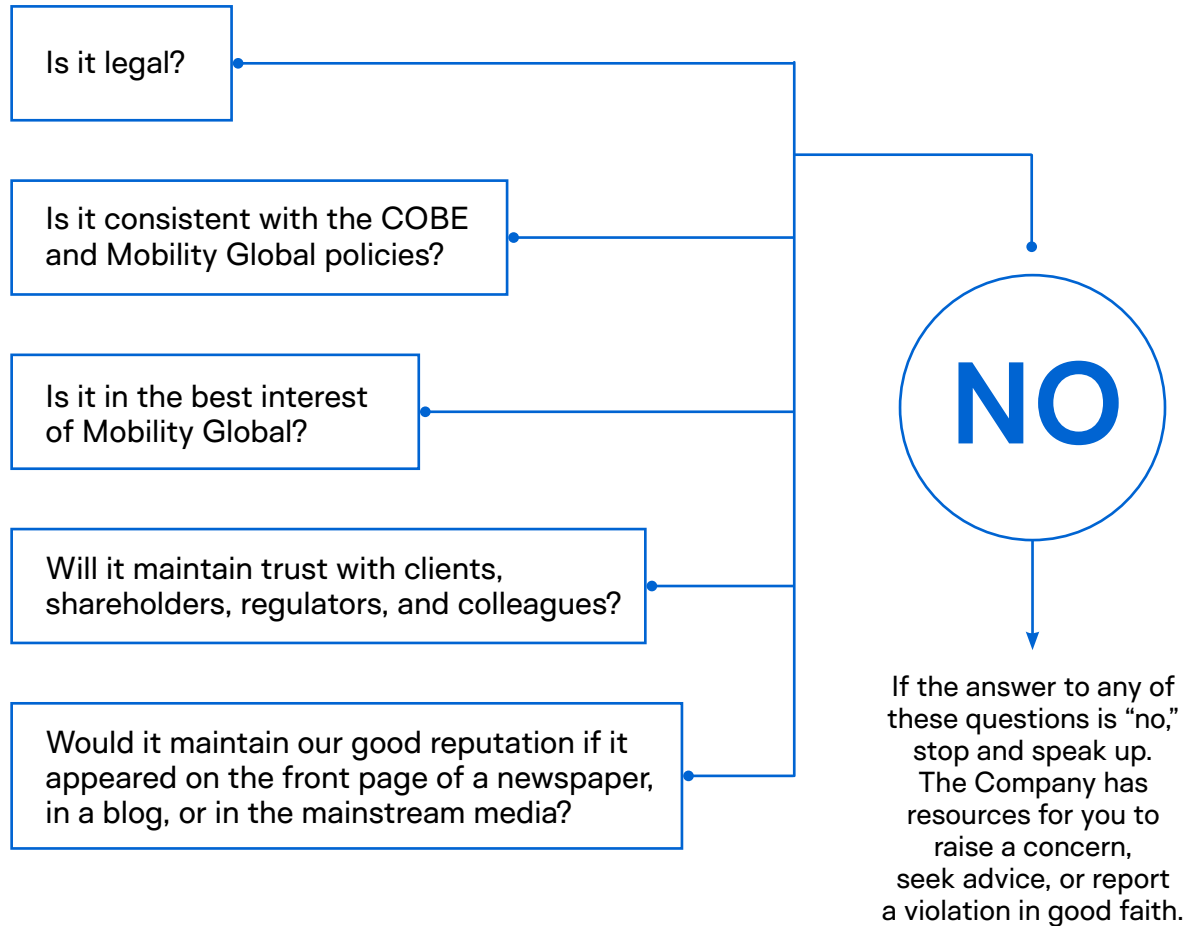 Is it legal?
Is it consistent with the COBE
and Mobility Global policies?
Is it in the best interest
of Mobility Global?
Will it maintain trust with clients,
shareholders, regulators, and colleagues?
Would it maintain our good reputation if it
appeared on the front page of a newspaper,
in a blog, or in the mainstream media?
NO
If the answer to any of
these questions is “no,”
stop and speak up.
The Company has
resources for you to
raise a concern,
seek advice, or report
a violation in good faith.